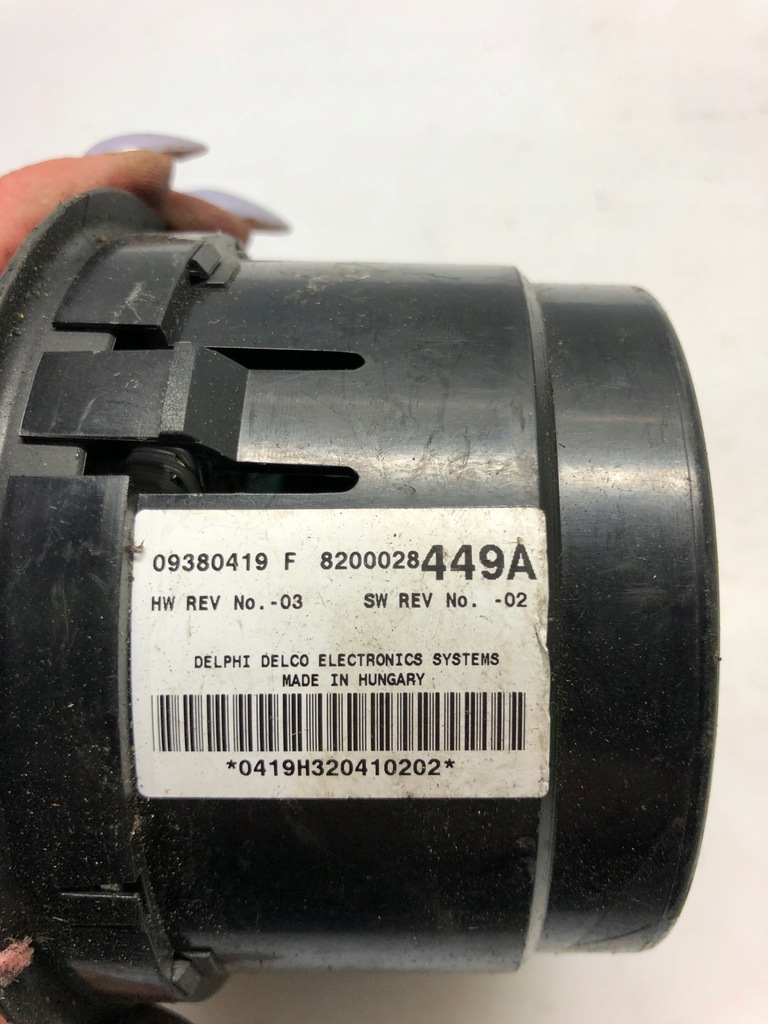 09380419 F 8200028449A
HW REV No.-03 SW REV No. -02
DELPHI DELCO ELECTRONICS SYSTEMS
MADE IN HUNGARY
*0419H320410202*